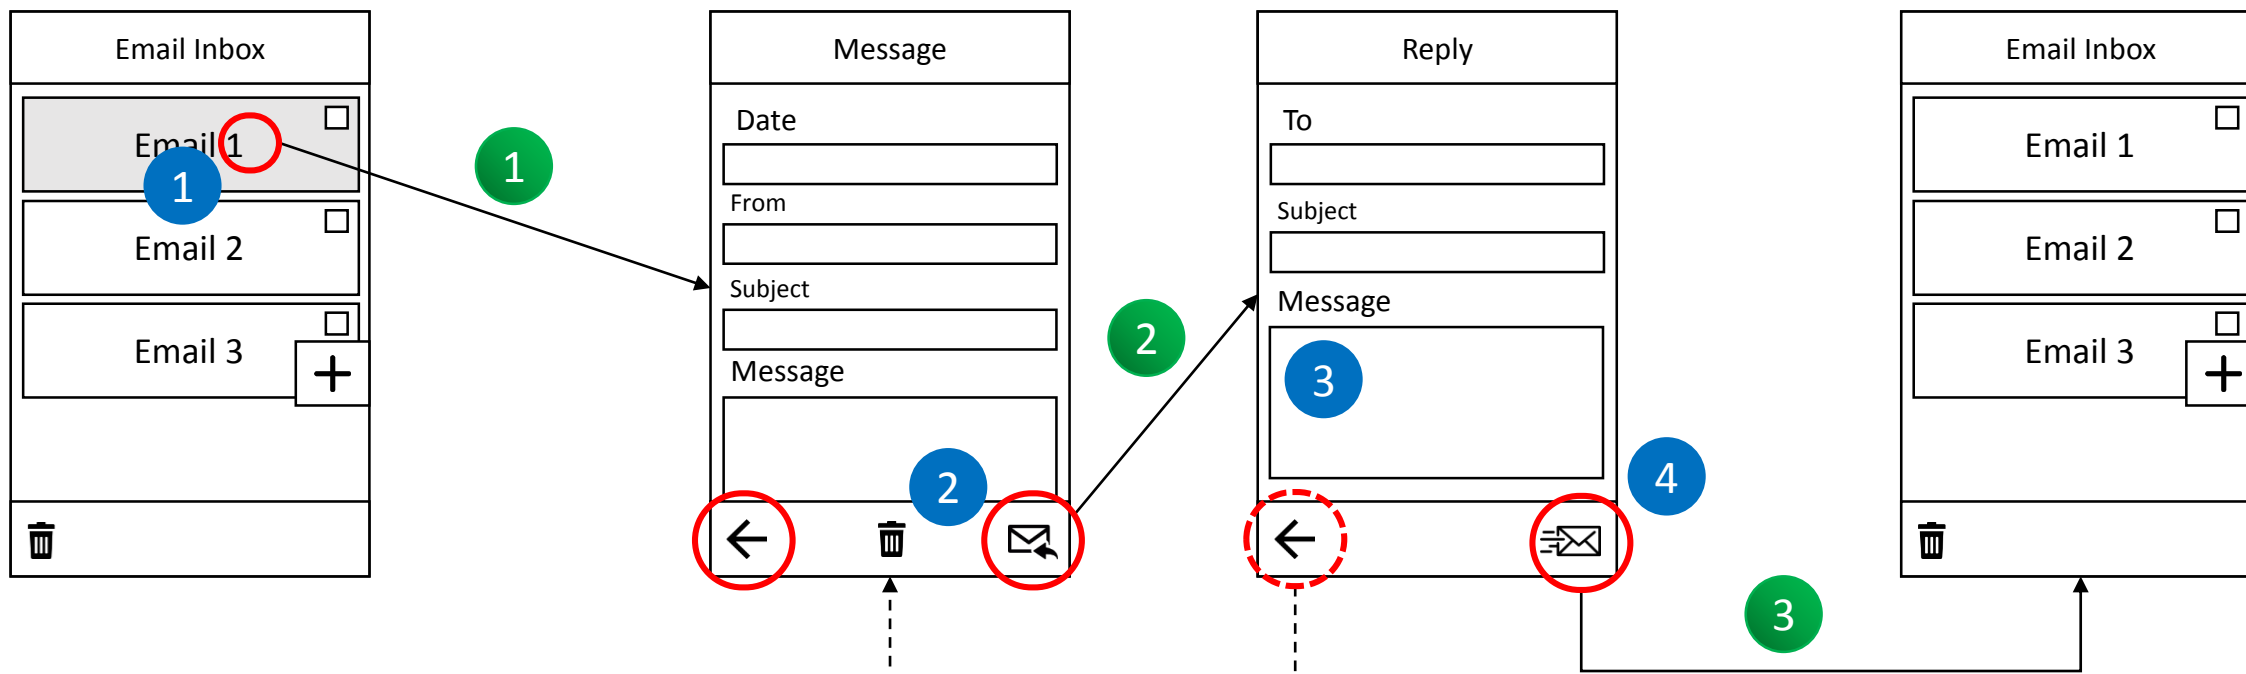 Email Inbox
Email 1
1
Email 2
Email 3
1
Message
Date
From
Subject
Message
2
2
Reply
To
Subject
Message
3
4
3
Email Inbox
Email 1
Email 2
Email 3